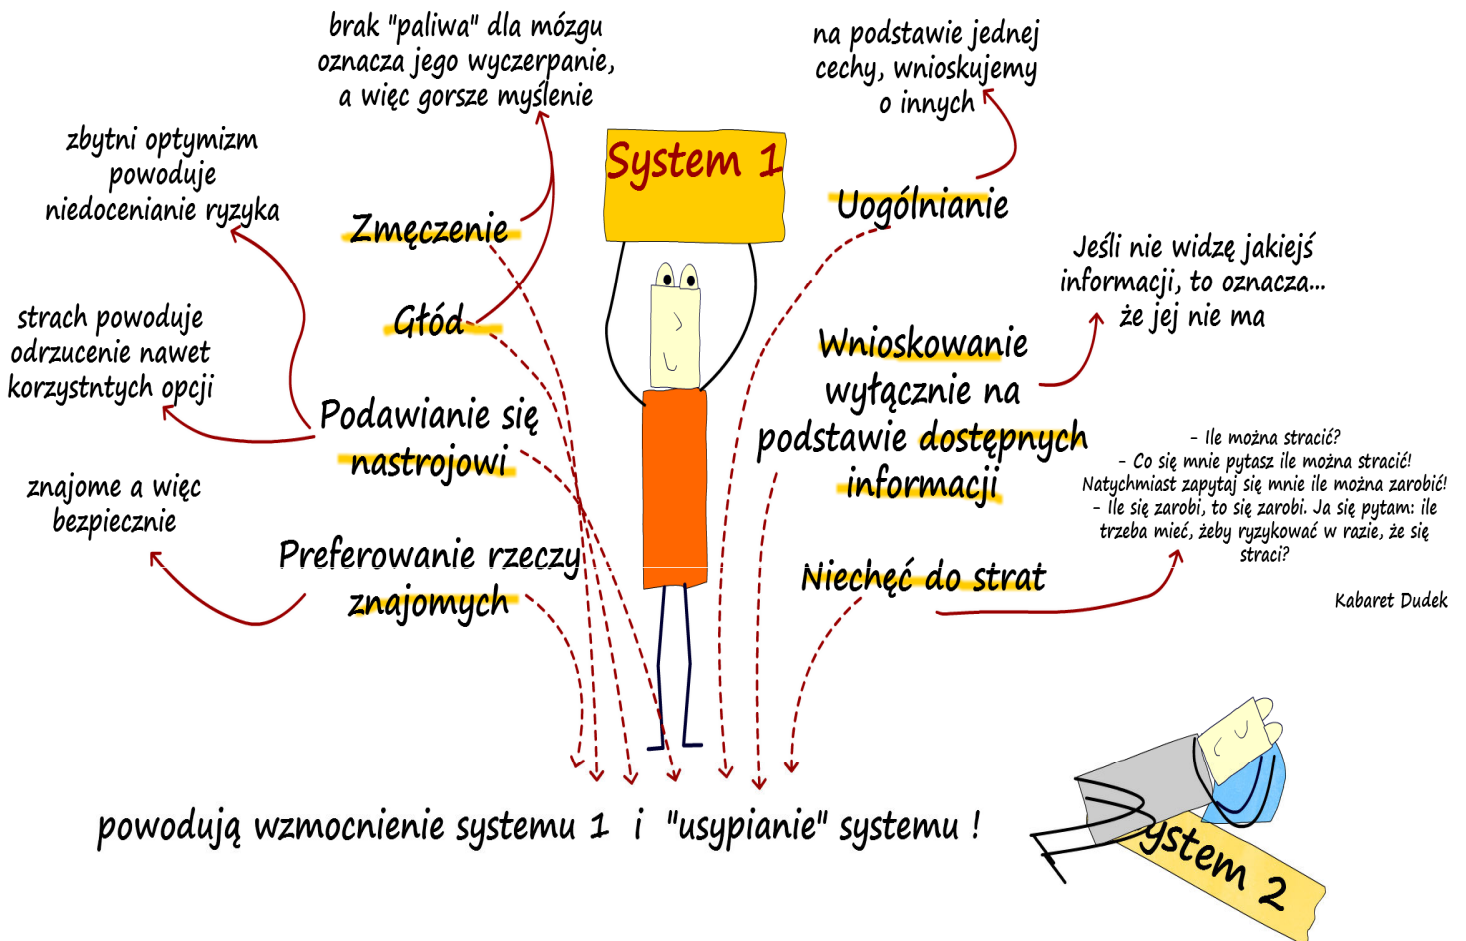 brak "paliwa" dla mózgu
oznacza jego wyczerpanie,
a więc gorsze myślenie
na podstawie jednej
cechy, wnioskujemy
o innych
zbytni optymizm
powoduje
niedocenianie ryzyka
System 1
Zmęczenie
Uogólnianie
Jeśli nie widzę jakiejś
informacji, to oznacza...
że jej nie ma
strach powoduje
odrzucenie nawet
korzystntych opcji
Głód
Wnioskowanie
wyłącznie na
podstawie dostępnych
informacji
Podawianie się
nastrojowi
- Ile można stracić?
- Co się mnie pytasz ile można stracić!
Natychmiast zapytaj się mnie ile można zarobić!
- Ile się zarobi, to się zarobi. Ja się pytam: ile
trzeba mieć, żeby ryzykować w razie, że się
straci?
Kabaret Dudek
znajome a więc
bezpiecznie
Preferowanie rzeczy
znajomych
Niechęć do strat
powodują wzmocnienie systemu 1 i "usypianie" systemu !
ystem 2